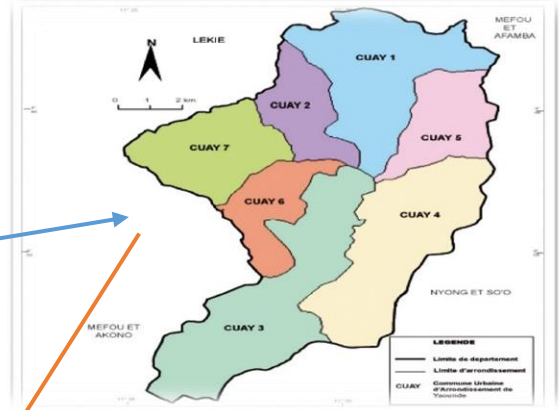 MEFOU
ET
AFAMBA
LEKIE
N
CUAY 1
0 1 2 km
CUAY 2
CUAY 5
CUAY 7
CUAY 6
CUAY 4
NYONG ET SO'O
MEFOU ET
AKONO
CUAY 3
LEGENDE
Limite de departement
Limite d'arrondissement
CUAY Commune Urbaine
d'Arrondissement de
Yaounde